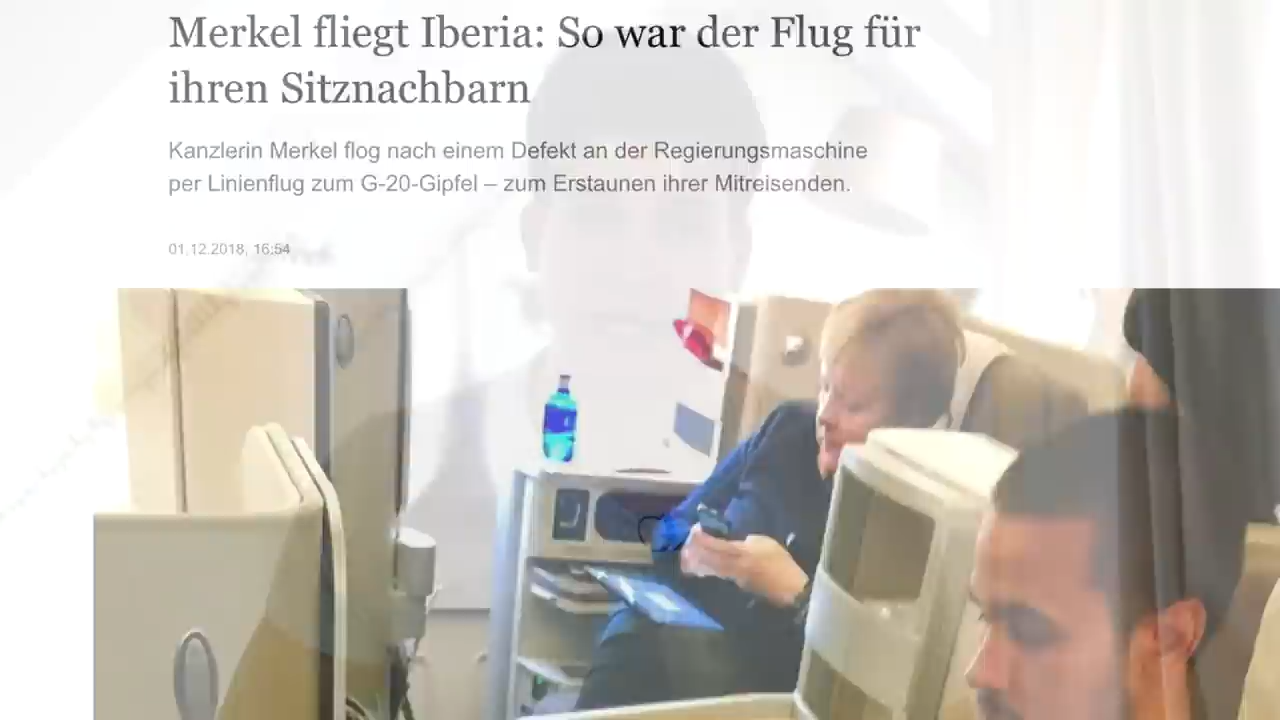 Merkel fliegt Iberia: So war der Flug für
ihren Sitznachbarn
Kanzlerin Merkel flog nach einem Defekt an der Regierungsmaschine
per Linienflug zum G-20-Gipfel – zum Erstaunen ihrer Mitreisenden.
01.12.2018, 16:54